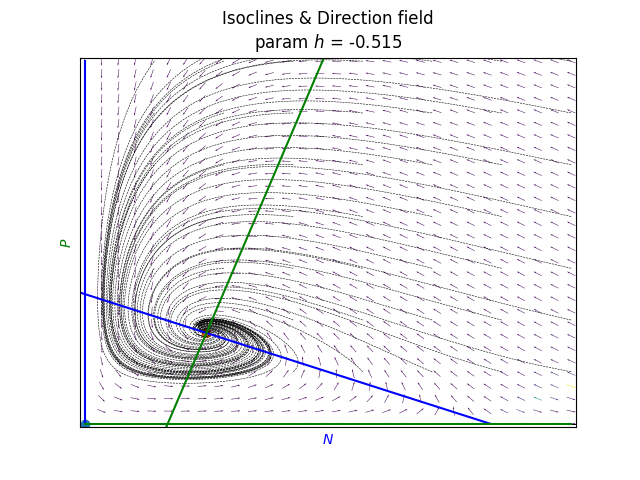 Isoclines & Direction field
param h = -0.515
P
N